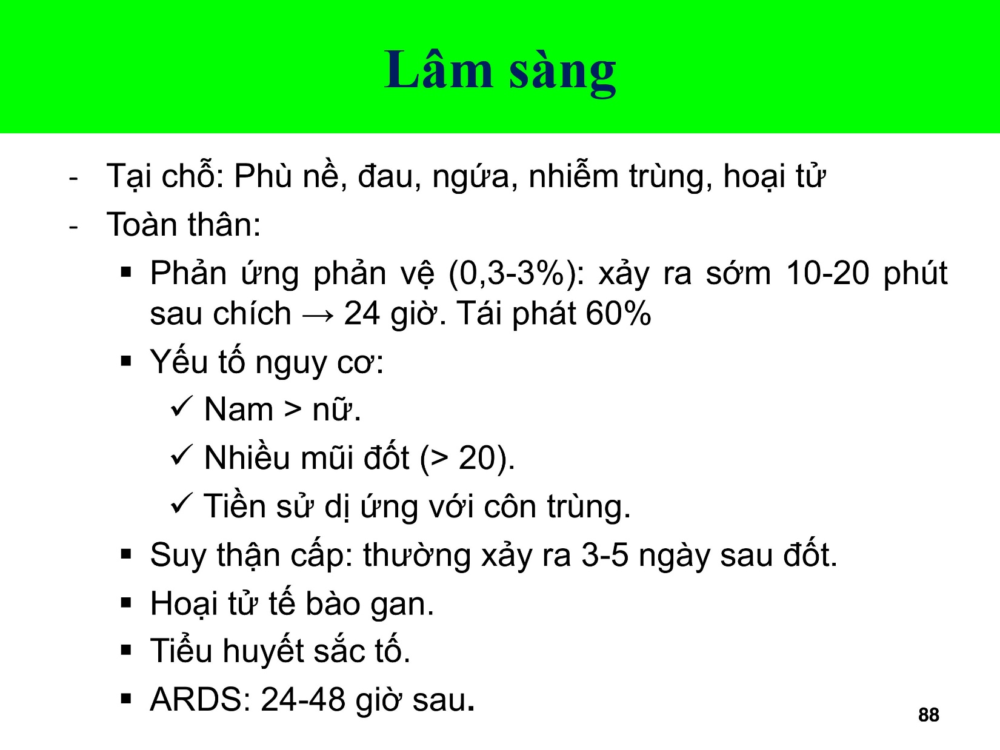 Lâm sàng
- Tại chỗ: Phù nề, đau, ngứa, nhiễm trùng, hoại tử
- Toàn thân:
▪ Phản ứng phản vệ (0,3-3%): xảy ra sớm 10-20 phút
sau chích → 24 giờ. Tái phát 60%
▪ Yếu tố nguy cơ:
✓ Nam > nữ.
✓ Nhiều mũi đốt (> 20).
✓ Tiền sử dị ứng với côn trùng.
▪ Suy thận cấp: thường xảy ra 3-5 ngày sau đốt.
▪ Hoại tử tế bào gan.
▪ Tiểu huyết sắc tố.
▪ ARDS: 24-48 giờ sau.
88